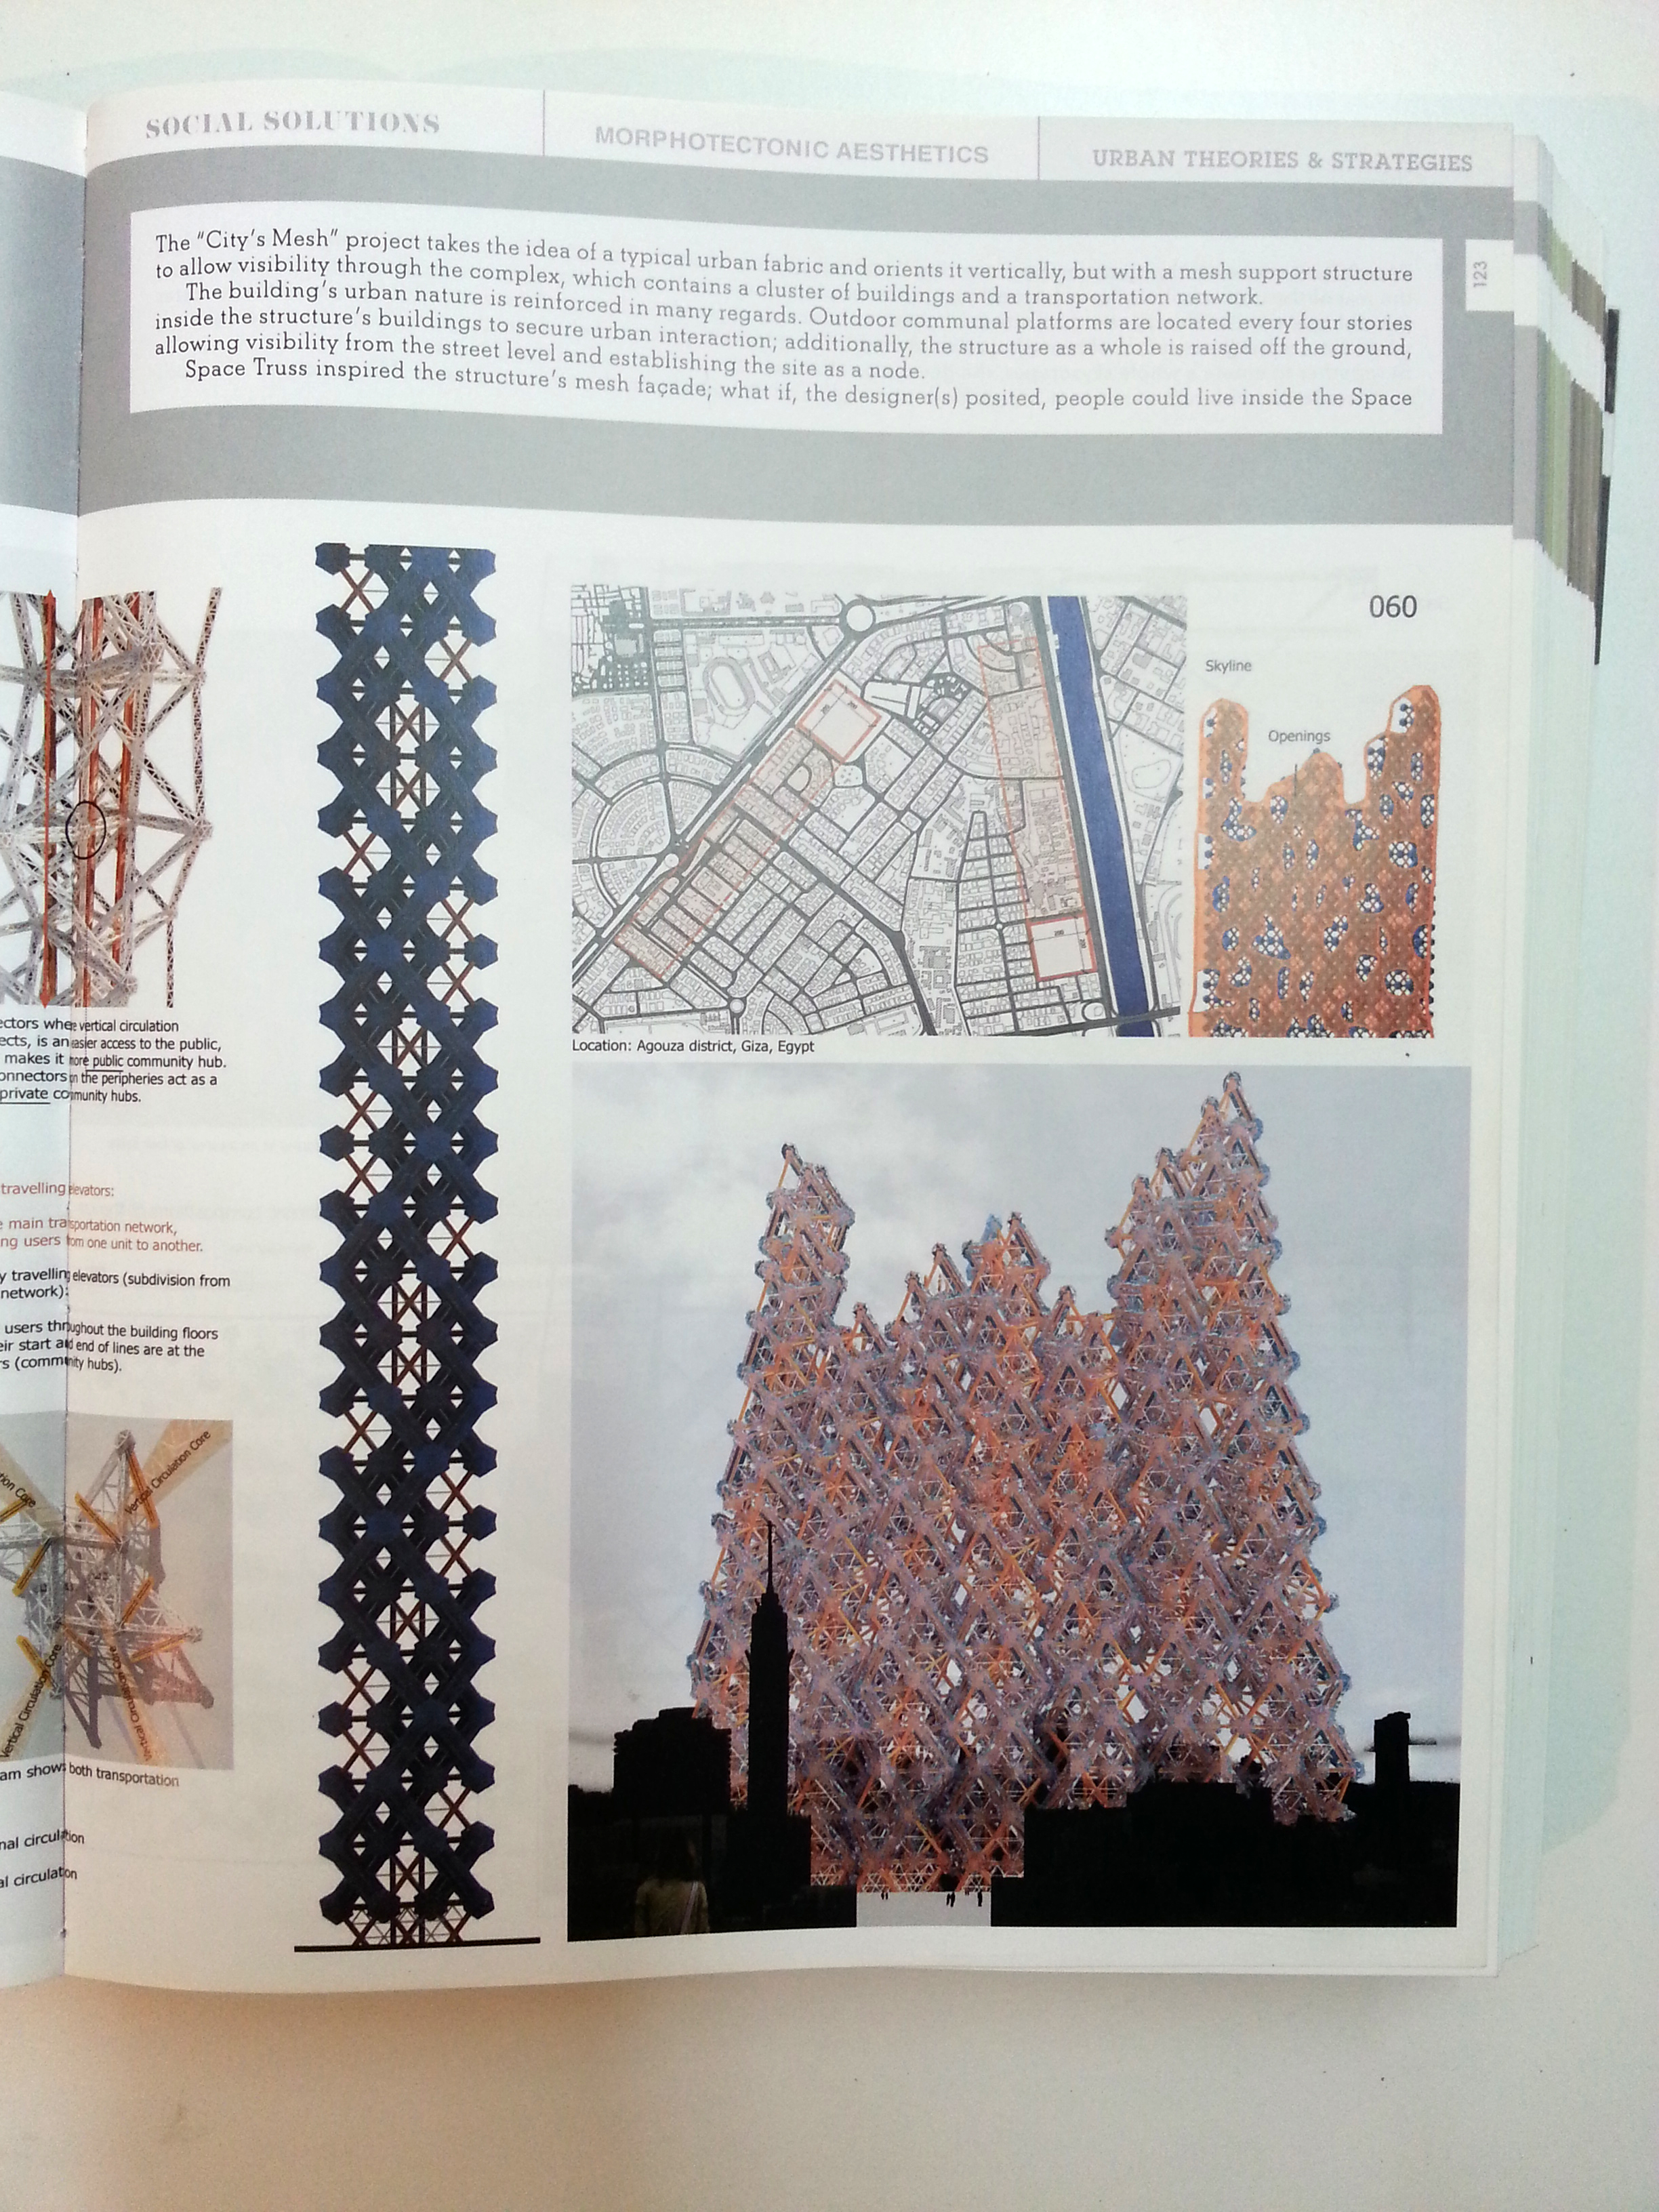 SOCIAL SOLUTIONS
MORPHOTECTONIC AESTHETICS
URBAN THEORIES & STRATEGIES
The "City's Mesh" project takes the idea of a typical urban fabric and orients it vertically, but with a mesh support structure
to allow visibility through the complex, which contains a cluster of buildings and a transportation network.
The building's urban nature is reinforced in many regards. Outdoor communal platforms are located every four stories
inside the structure's buildings to secure urban interaction; additionally, the structure as a whole is raised off the ground,
allowing visibility from the street level and establishing the site as a node.
Space Truss inspired the structure's mesh façade; what if, the designer(s) posited, people could live inside the Space
123
ectors where vertical circulation
ects, is an easier access to the public,
makes it more public community hub.
onnectors on the peripheries act as a
private community hubs.
travelling elevators:
main transportation network,
ng users from one unit to another.
y travelling elevators (subdivision from
network):
users throughout the building floors
eir start and end of lines are at the
s (community hubs).
tion Core
Vertical Circulation Core
Vertical Circulation Core
Vertical Circulation Core
am shows both transportation
nal circulation
al circulation
060
Skyline
Openings
200
200
Location: Agouza district, Giza, Egypt